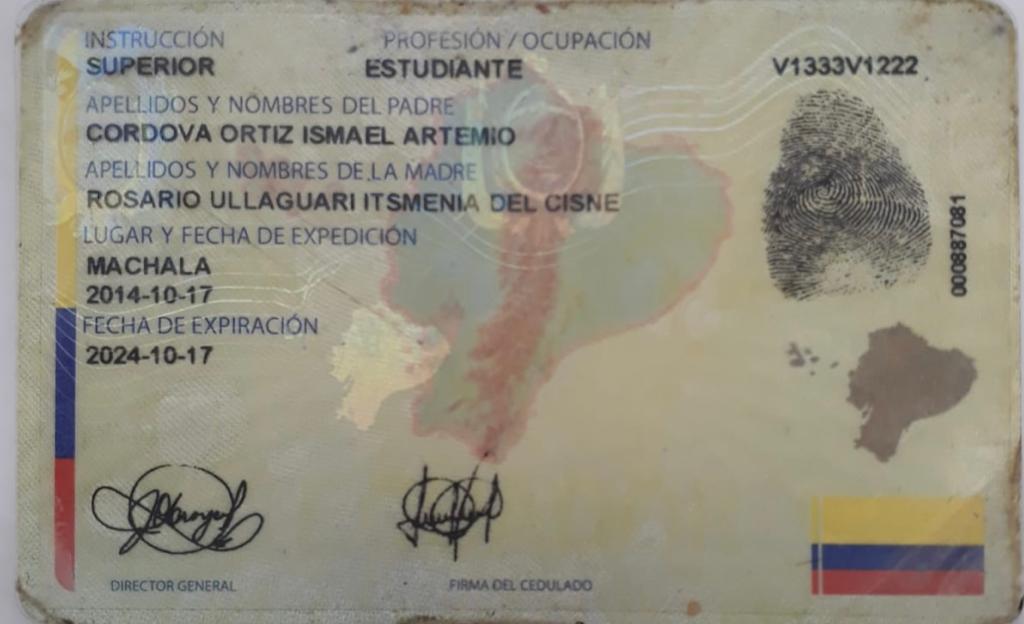 INSTRUCCIÓN PROFESIÓN / OCUPACIÓN
SUPERIOR ESTUDIANTE V1333V1222
APELLIDOS Y NOMBRES DEL PADRE
CORDOVA ORTIZ ISMAEL ARTEMIO
APELLIDOS Y NOMBRES DE LA MADRE
ROSARIO ULLAGUARI ITSMENIA DEL CISNE
LUGAR Y FECHA DE EXPEDICIÓN
MACHALA
2014-10-17
FECHA DE EXPIRACIÓN
2024-10-17
000887081
DIRECTOR GENERAL FIRMA DEL CEDULADO